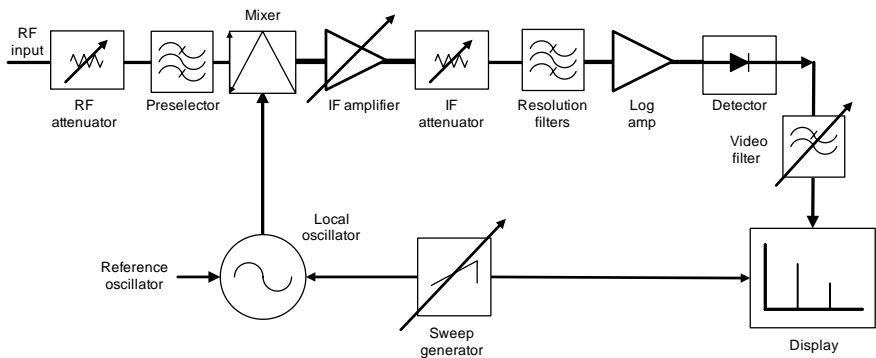 RF
input
Mixer
RF
attenuator
Preselector
IF amplifier
IF
attenuator
Resolution
filters
Log
amp
Detector
Video
filter
Local
oscillator
Reference
oscillator
Sweep
generator
Display